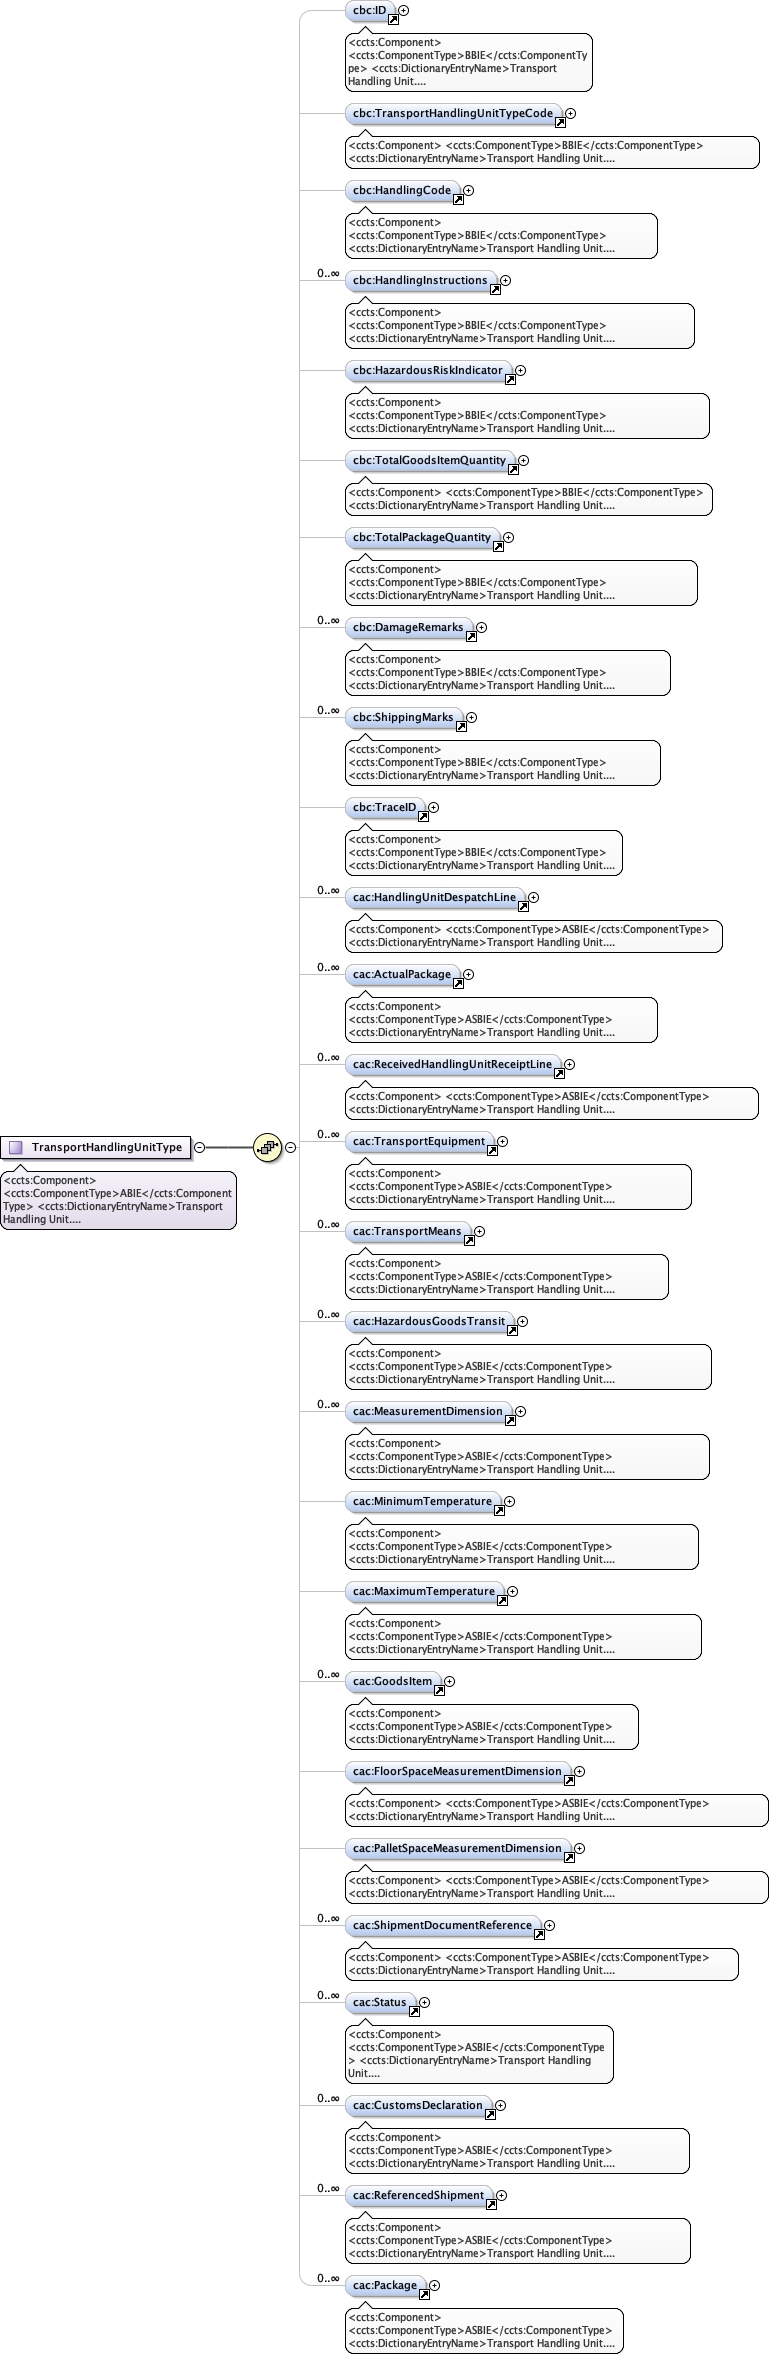 cbc:ID
<ccts:Component>
<ccts:ComponentType>BBIE</ccts:ComponentTy
pe> <ccts:DictionaryEntryName>Transport
Handling Unit....
cbc:TransportHandlingUnitTypeCode
<ccts:Component> <ccts:ComponentType>BBIE</ccts:ComponentType>
<ccts:DictionaryEntryName>Transport Handling Unit....
cbc:HandlingCode
<ccts:Component>
<ccts:ComponentType>BBIE</ccts:ComponentType>
<ccts:DictionaryEntryName>Transport Handling Unit....
0..∞
cbc:HandlingInstructions
<ccts:Component>
<ccts:ComponentType>BBIE</ccts:ComponentType>
<ccts:DictionaryEntryName>Transport Handling Unit....
cbc:HazardousRiskIndicator
<ccts:Component>
<ccts:ComponentType>BBIE</ccts:ComponentType>
<ccts:DictionaryEntryName>Transport Handling Unit....
cbc:TotalGoodsItemQuantity
<ccts:Component> <ccts:ComponentType>BBIE</ccts:ComponentType>
<ccts:DictionaryEntryName>Transport Handling Unit....
cbc:TotalPackageQuantity
<ccts:Component>
<ccts:ComponentType>BBIE</ccts:ComponentType>
<ccts:DictionaryEntryName>Transport Handling Unit....
0..∞
cbc:DamageRemarks
<ccts:Component>
<ccts:ComponentType>BBIE</ccts:ComponentType>
<ccts:DictionaryEntryName>Transport Handling Unit....
0..∞
cbc:ShippingMarks
<ccts:Component>
<ccts:ComponentType>BBIE</ccts:ComponentType>
<ccts:DictionaryEntryName>Transport Handling Unit....
cbc:TraceID
<ccts:Component>
<ccts:ComponentType>BBIE</ccts:ComponentType>
<ccts:DictionaryEntryName>Transport Handling Unit....
0..∞
cac:HandlingUnitDespatchLine
<ccts:Component> <ccts:ComponentType>ASBIE</ccts:ComponentType>
<ccts:DictionaryEntryName>Transport Handling Unit....
0..∞
cac:ActualPackage
<ccts:Component>
<ccts:ComponentType>ASBIE</ccts:ComponentType>
<ccts:DictionaryEntryName>Transport Handling Unit....
0..∞
cac:ReceivedHandlingUnitReceiptLine
<ccts:Component> <ccts:ComponentType>ASBIE</ccts:ComponentType>
<ccts:DictionaryEntryName>Transport Handling Unit....
TransportHandlingUnitType
<ccts:Component>
<ccts:ComponentType>ABIE</ccts:Component
Type> <ccts:DictionaryEntryName>Transport
Handling Unit....
0..∞
cac:TransportEquipment
<ccts:Component>
<ccts:ComponentType>ASBIE</ccts:ComponentType>
<ccts:DictionaryEntryName>Transport Handling Unit....
0..∞
cac:TransportMeans
<ccts:Component>
<ccts:ComponentType>ASBIE</ccts:ComponentType>
<ccts:DictionaryEntryName>Transport Handling Unit....
0..∞
cac:HazardousGoodsTransit
<ccts:Component>
<ccts:ComponentType>ASBIE</ccts:ComponentType>
<ccts:DictionaryEntryName>Transport Handling Unit....
0..∞
cac:MeasurementDimension
<ccts:Component>
<ccts:ComponentType>ASBIE</ccts:ComponentType>
<ccts:DictionaryEntryName>Transport Handling Unit....
cac:MinimumTemperature
<ccts:Component>
<ccts:ComponentType>ASBIE</ccts:ComponentType>
<ccts:DictionaryEntryName>Transport Handling Unit....
cac:MaximumTemperature
<ccts:Component>
<ccts:ComponentType>ASBIE</ccts:ComponentType>
<ccts:DictionaryEntryName>Transport Handling Unit....
0..∞
cac:GoodsItem
<ccts:Component>
<ccts:ComponentType>ASBIE</ccts:ComponentType>
<ccts:DictionaryEntryName>Transport Handling Unit....
cac:FloorSpaceMeasurementDimension
<ccts:Component> <ccts:ComponentType>ASBIE</ccts:ComponentType>
<ccts:DictionaryEntryName>Transport Handling Unit....
cac:PalletSpaceMeasurementDimension
<ccts:Component> <ccts:ComponentType>ASBIE</ccts:ComponentType>
<ccts:DictionaryEntryName>Transport Handling Unit....
0..∞
cac:ShipmentDocumentReference
<ccts:Component> <ccts:ComponentType>ASBIE</ccts:ComponentType>
<ccts:DictionaryEntryName>Transport Handling Unit....
0..∞
cac:Status
<ccts:Component>
<ccts:ComponentType>ASBIE</ccts:ComponentType
> <ccts:DictionaryEntryName>Transport Handling
Unit....
0..∞
cac:CustomsDeclaration
<ccts:Component>
<ccts:ComponentType>ASBIE</ccts:ComponentType>
<ccts:DictionaryEntryName>Transport Handling Unit....
0..∞
cac:ReferencedShipment
<ccts:Component>
<ccts:ComponentType>ASBIE</ccts:ComponentType>
<ccts:DictionaryEntryName>Transport Handling Unit....
0..∞
cac:Package
<ccts:Component>
<ccts:ComponentType>ASBIE</ccts:ComponentType>
<ccts:DictionaryEntryName>Transport Handling Unit....